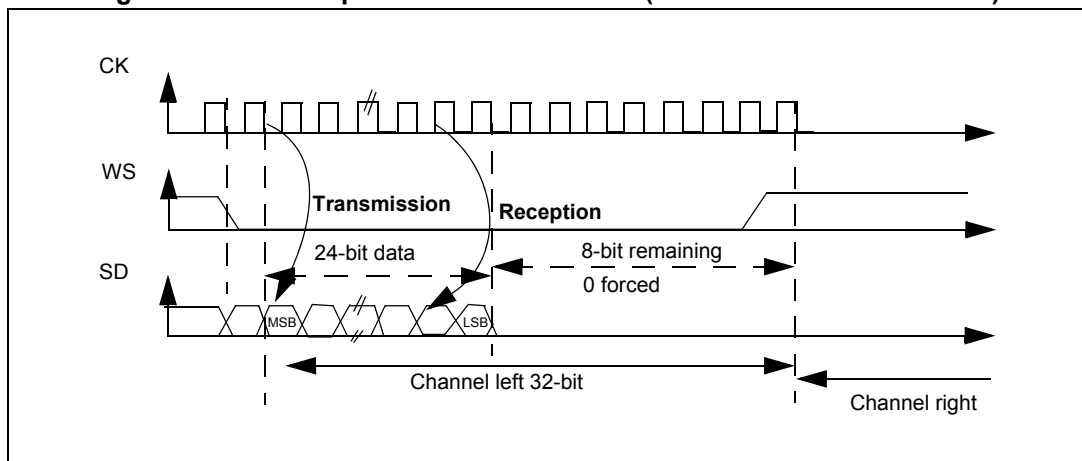 CK
WS
Transmission
Reception
24-bit data
8-bit remaining
0 forced
SD
MSB
LSB
Channel left 32-bit
Channel right